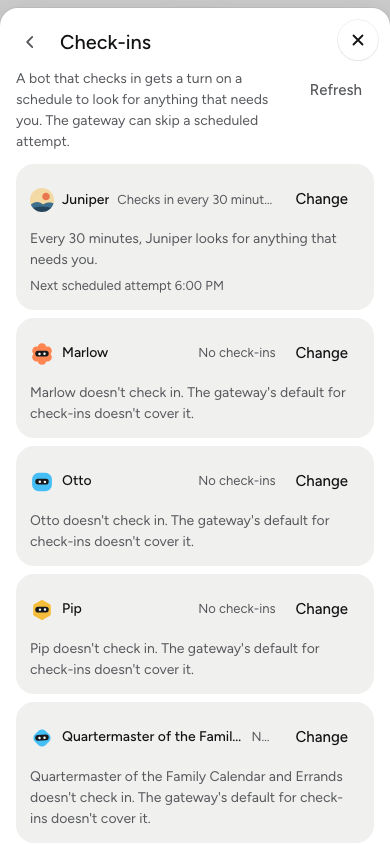 Check-ins
A bot that checks in gets a turn on a
schedule to look for anything that needs
you. The gateway can skip a scheduled
attempt.
Refresh
Juniper Checks in every 30 minut... Change
Every 30 minutes, Juniper looks for anything that
needs you.
Next scheduled attempt 6:00 PM
Marlow No check-ins Change
Marlow doesn't check in. The gateway's default for
check-ins doesn't cover it.
Otto No check-ins Change
Otto doesn't check in. The gateway's default for
check-ins doesn't cover it.
Pip No check-ins Change
Pip doesn't check in. The gateway's default for
check-ins doesn't cover it.
Quartermaster of the Famil... N... Change
Quartermaster of the Family Calendar and Errands
doesn't check in. The gateway's default for check-
ins doesn't cover it.